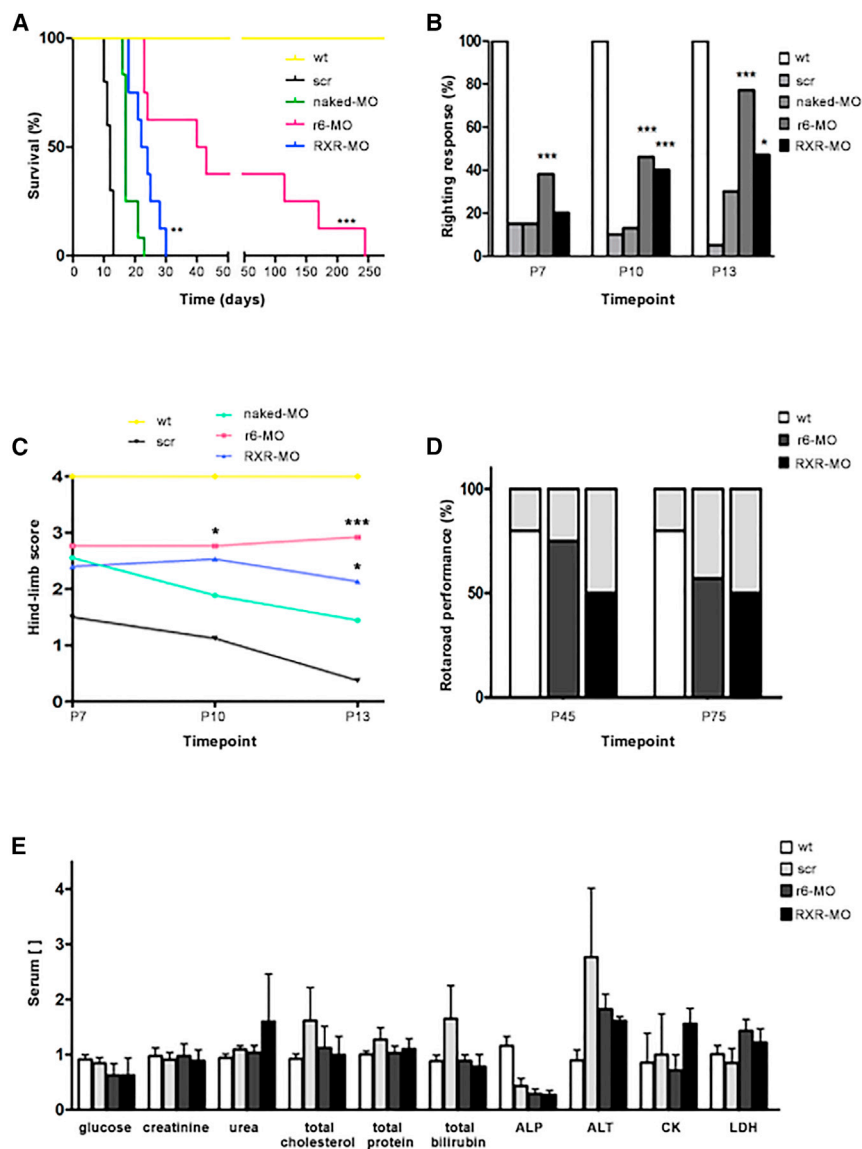 A
100
50
0
Survival (%)
wt
scr
naked-MO
r6-MO
RXR-MO
**
***
0 10 20 30 40 50 50 100 150 200 250
Time (days)
B
100
80
60
40
20
0
Righting response (%)
wt
scr
naked-MO
r6-MO
RXR-MO
***
***
***
***
*
P7 P10 P13
Timepoint
C
wt
scr
naked-MO
r6-MO
RXR-MO
4
3
2
1
0
Hind-limb score
*
***
*
P7 P10 P13
Timepoint
D
wt
r6-MO
RXR-MO
100
50
0
Rotaroad performance (%)
P45 P75
Timepoint
E
wt
scr
r6-MO
RXR-MO
4
3
2
1
0
Serum [ ]
glucose creatinine urea total cholesterol total protein total bilirubin ALP ALT CK LDH